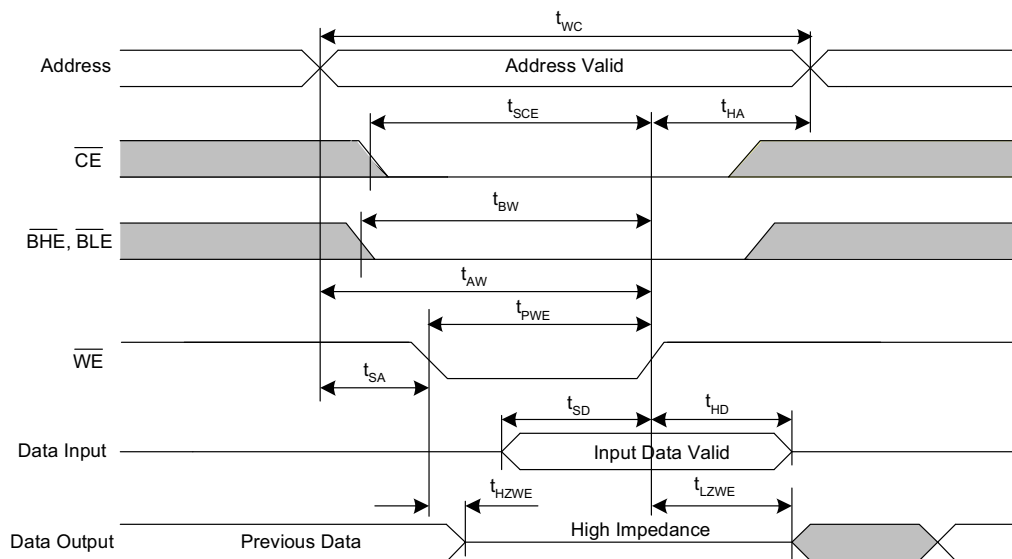 tWC
Address
Address Valid
tSCE
tHA
CE
tBW
BHE, BLE
tAW
tPWE
WE
tSA
tSD
tHD
Data Input
Input Data Valid
tHZWE
tLZWE
Data Output
Previous Data
High Impedance